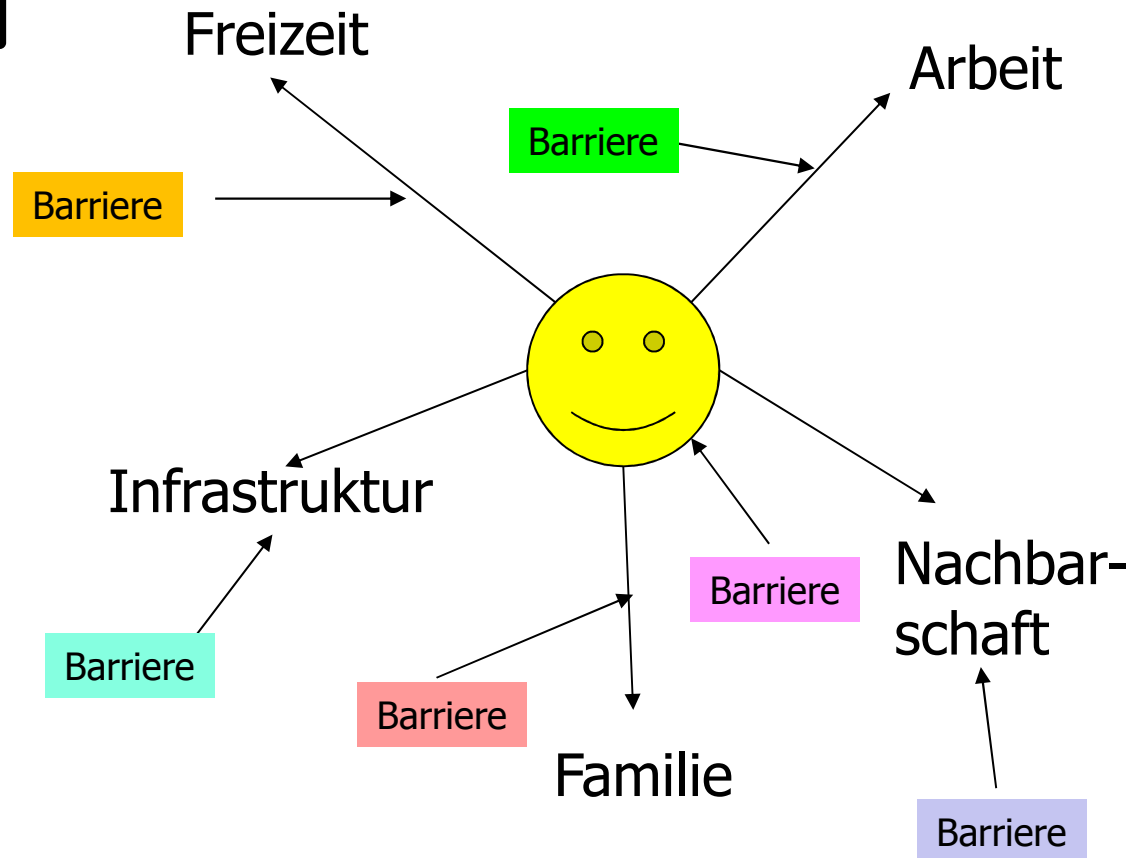 Freizeit
Arbeit
Barriere
Barriere
Infrastruktur
Nachbar-
schaft
Barriere
Barriere
Barriere
Familie
Barriere